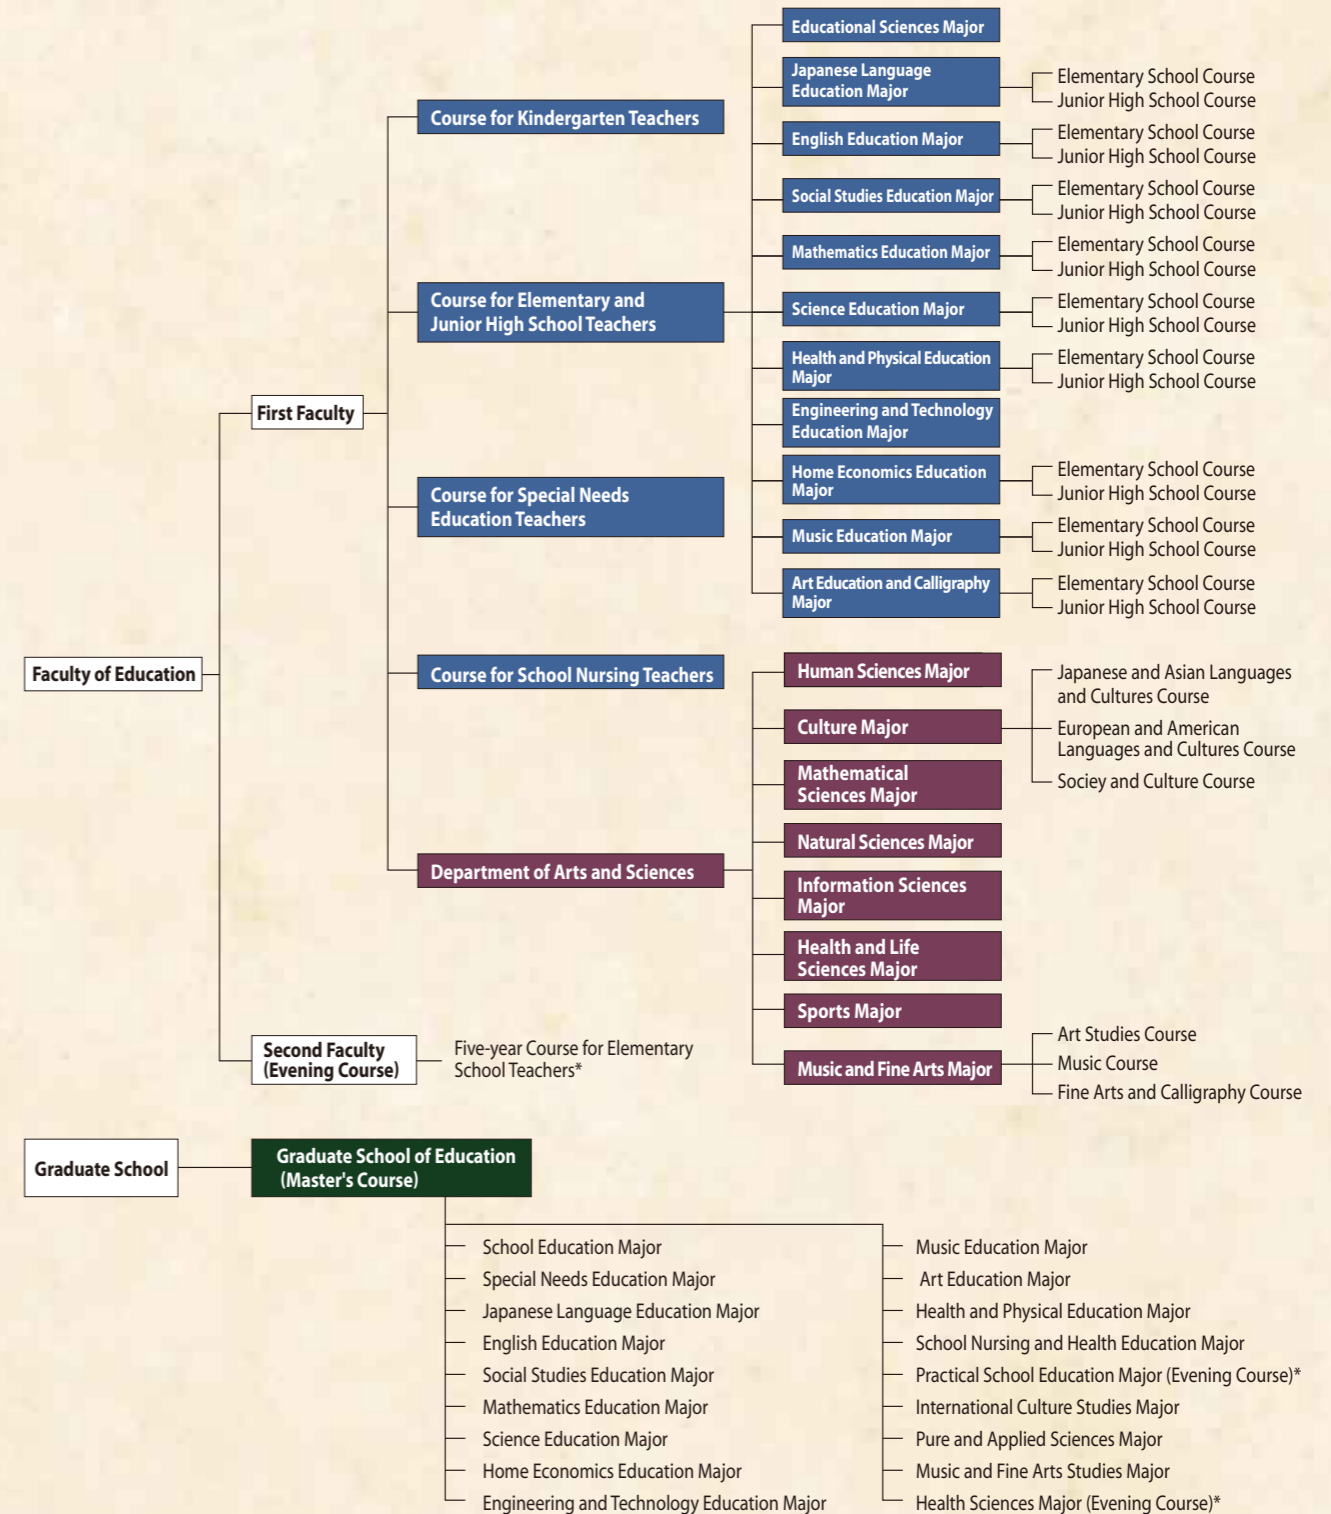 Faculty of Education
First Faculty
Course for Kindergarten Teachers
Course for Elementary and
Junior High School Teachers
Educational Sciences Major
Japanese Language
Education Major
Elementary School Course
Junior High School Course
English Education Major
Elementary School Course
Junior High School Course
Social Studies Education Major
Elementary School Course
Junior High School Course
Mathematics Education Major
Elementary School Course
Junior High School Course
Science Education Major
Elementary School Course
Junior High School Course
Health and Physical Education
Major
Elementary School Course
Junior High School Course
Engineering and Technology
Education Major
Home Economics Education
Major
Elementary School Course
Junior High School Course
Music Education Major
Elementary School Course
Junior High School Course
Art Education and Calligraphy
Major
Elementary School Course
Junior High School Course
Course for Special Needs
Education Teachers
Course for School Nursing Teachers
Department of Arts and Sciences
Human Sciences Major
Culture Major
Japanese and Asian Languages
and Cultures Course
European and American
Languages and Cultures Course
Sociey and Culture Course
Mathematical
Sciences Major
Natural Sciences Major
Information Sciences
Major
Health and Life
Sciences Major
Sports Major
Music and Fine Arts Major
Art Studies Course
Music Course
Fine Arts and Calligraphy Course
Second Faculty
(Evening Course)
Five-year Course for Elementary
School Teachers*
Graduate School
Graduate School of Education
(Master's Course)
School Education Major
Special Needs Education Major
Japanese Language Education Major
English Education Major
Social Studies Education Major
Mathematics Education Major
Science Education Major
Home Economics Education Major
Engineering and Technology Education Major
Music Education Major
Art Education Major
Health and Physical Education Major
School Nursing and Health Education Major
Practical School Education Major (Evening Course)*
International Culture Studies Major
Pure and Applied Sciences Major
Music and Fine Arts Studies Major
Health Sciences Major (Evening Course)*